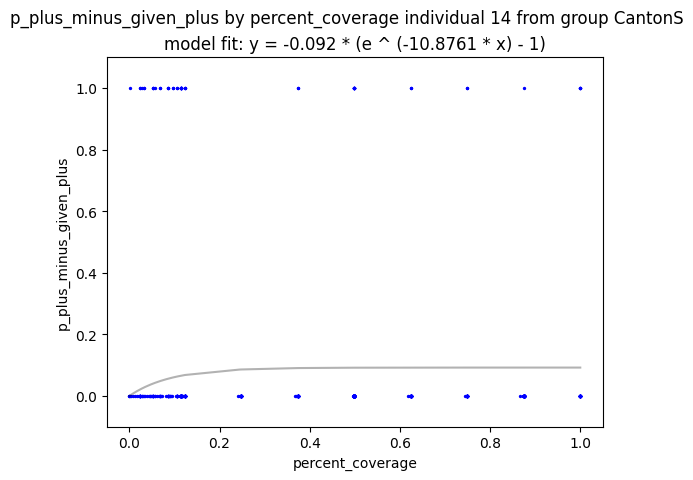 p_plus_minus_given_plus by percent_coverage individual 14 from group CantonS
model fit: y = -0.092 * (e ^ (-10.8761 * x) - 1)
1.0
0.8
0.6
0.4
0.2
0.0
p_plus_minus_given_plus
0.0 0.2 0.4 0.6 0.8 1.0
percent_coverage